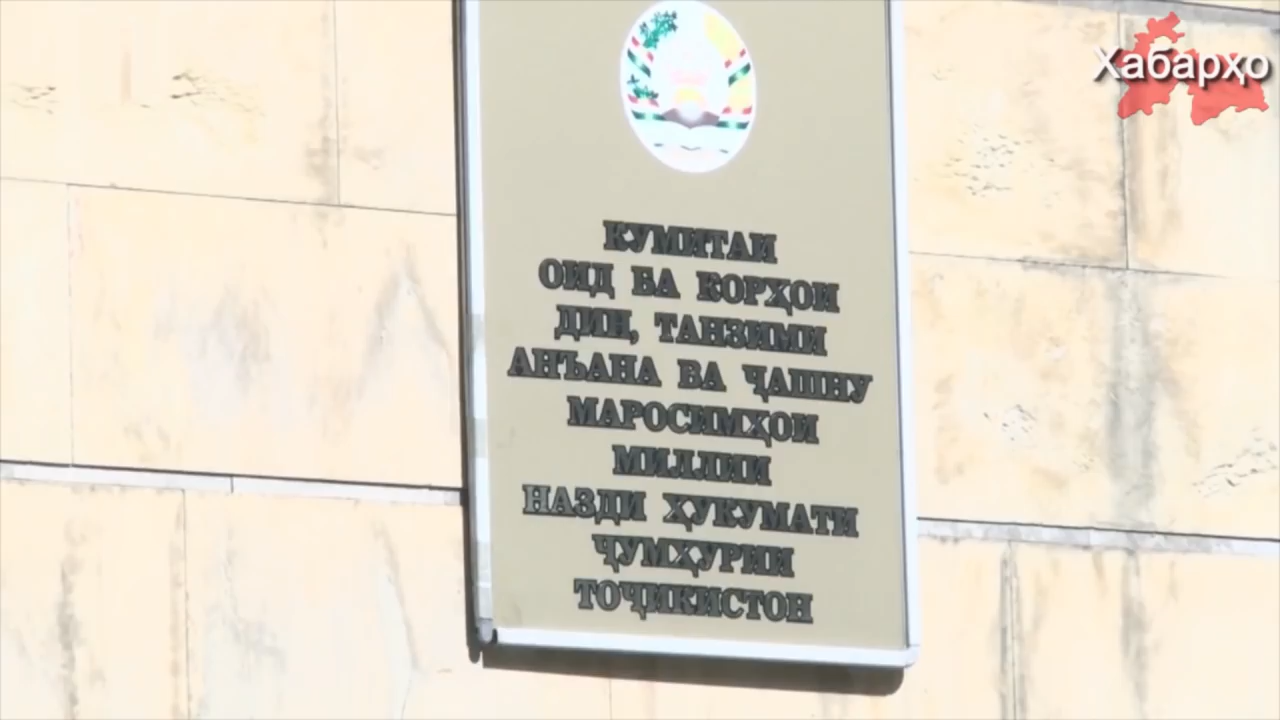 Хабарҳо
КУМИТАИ
ОИД БА КОРҲОИ
ДИН, ТАНЗИМИ
АНЪАНА ВА ҶАШНУ
МАРОСИМҲОИ
МИЛЛИИ
НАЗДИ ҲУКУМАТИ
ҶУМҲУРИИ
ТОҶИКИСТОН